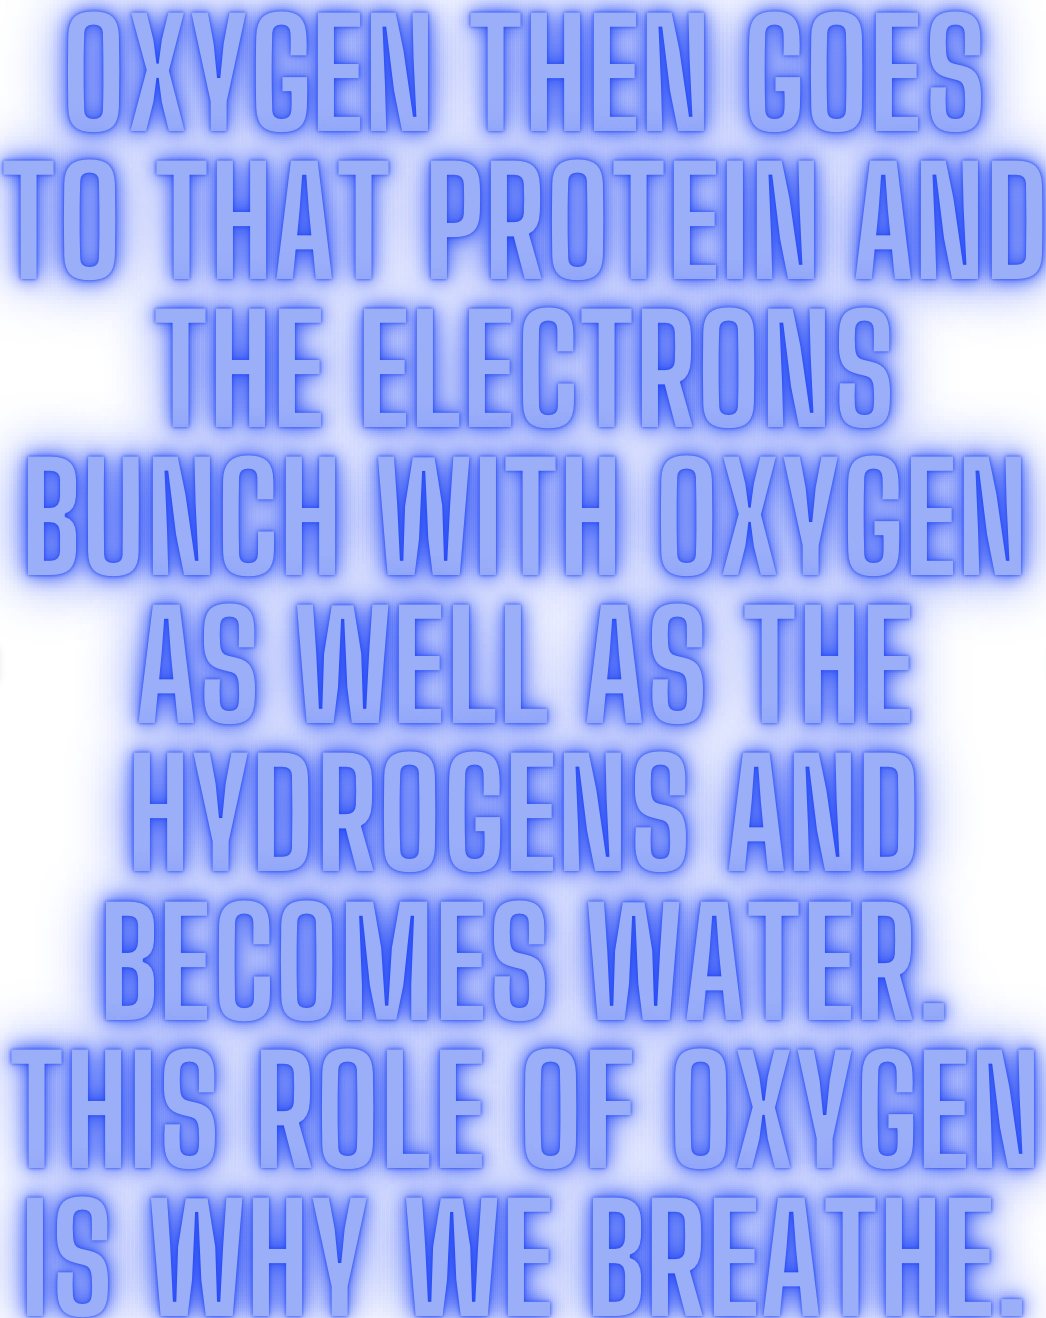 OXYGEN THEN GOES
TO THAT PROTEIN AND
THE ELECTRONS
BUNCH WITH OXYGEN
AS WELL AS THE
HYDROGENS AND
BECOMES WATER.
THIS ROLE OF OXYGEN
IS WHY WE BREATHE.